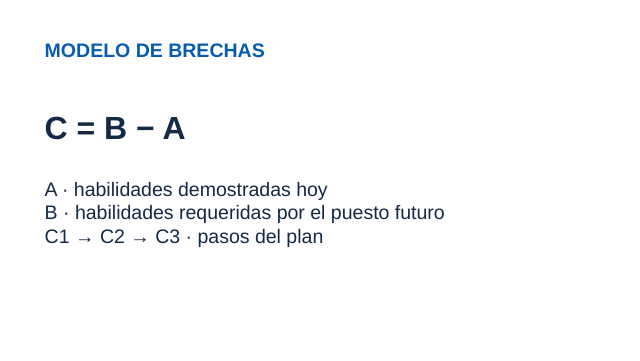 MODELO DE BRECHAS
C = B − A
A · habilidades demostradas hoy
B · habilidades requeridas por el puesto futuro
C1 → C2 → C3 · pasos del plan